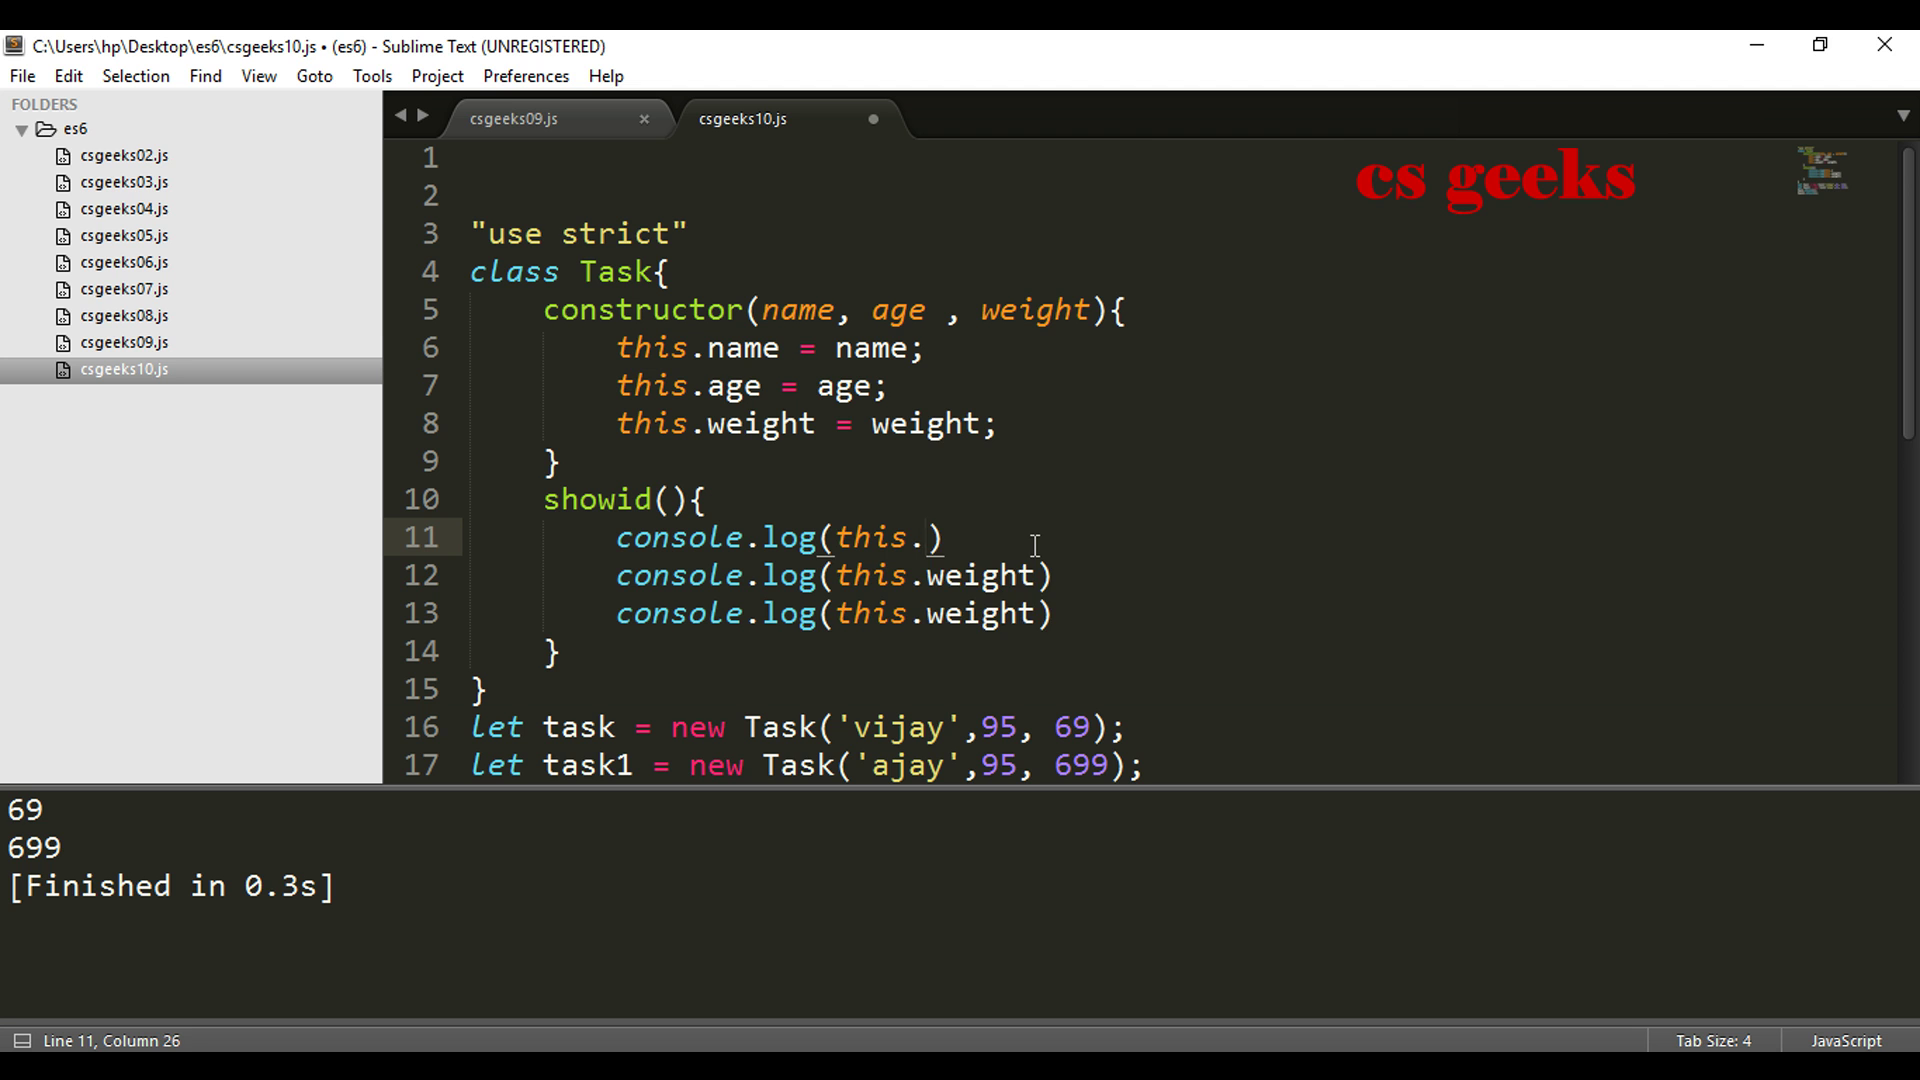 C:\Users\hp\Desktop\es6\csgeeks10.js • (es6) - Sublime Text (UNREGISTERED)
File Edit Selection Find View Goto Tools Project Preferences Help
FOLDERS
es6
csgeeks02.js
csgeeks03.js
csgeeks04.js
csgeeks05.js
csgeeks06.js
csgeeks07.js
csgeeks08.js
csgeeks09.js
csgeeks10.js
csgeeks09.js csgeeks10.js
cs geeks
1
2
3 "use strict"
4 class Task{
5 constructor(name, age , weight){
6 this.name = name;
7 this.age = age;
8 this.weight = weight;
9 }
10 showid(){
11 console.log(this.)
12 console.log(this.weight)
13 console.log(this.weight)
14 }
15 }
16 let task = new Task('vijay',95, 69);
17 let task1 = new Task('ajay',95, 699);
69
699
[Finished in 0.3s]
Line 11, Column 26 Tab Size: 4 JavaScript